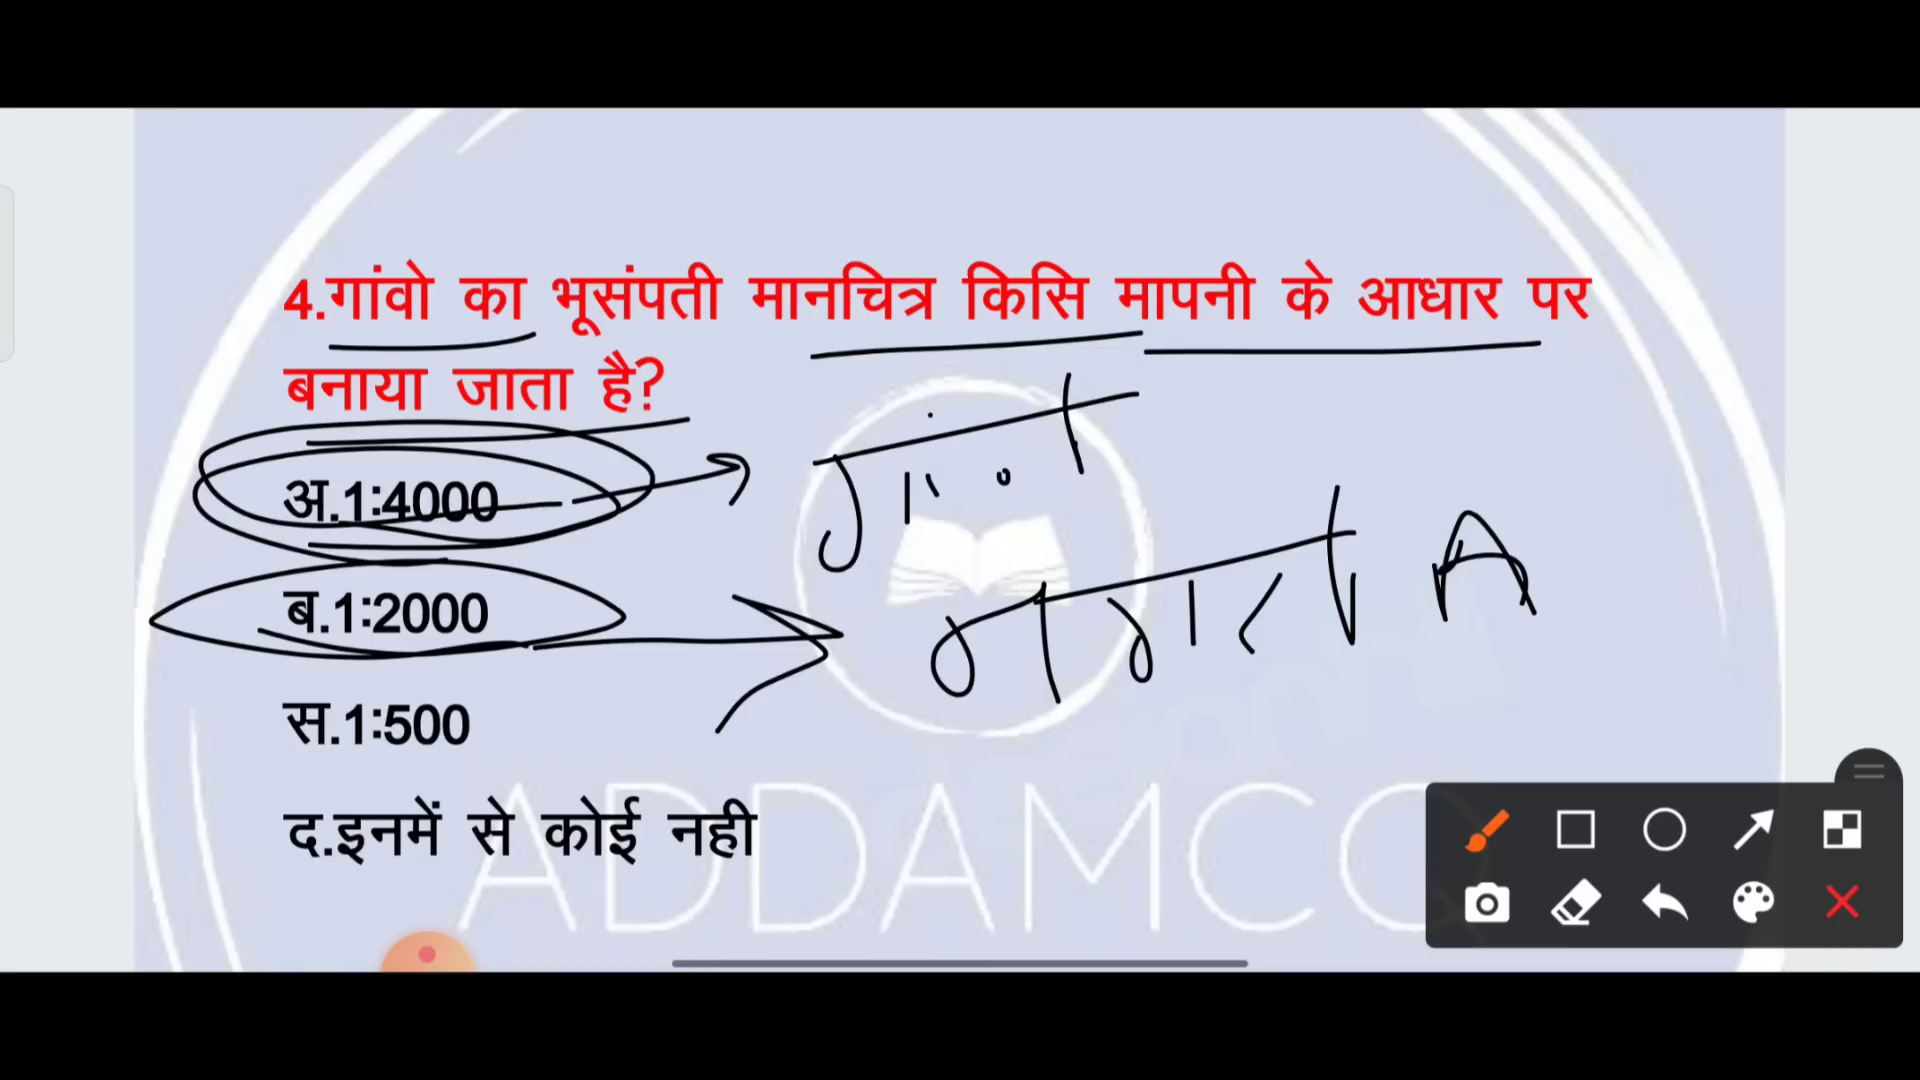 4.गांवो का भूसंपती मानचित्र किसि मापनी के आधार पर
बनाया जाता है?
अ.1:4000
ब.1:2000
स.1:500
द.इनमें से कोई नही
ADDAMCO